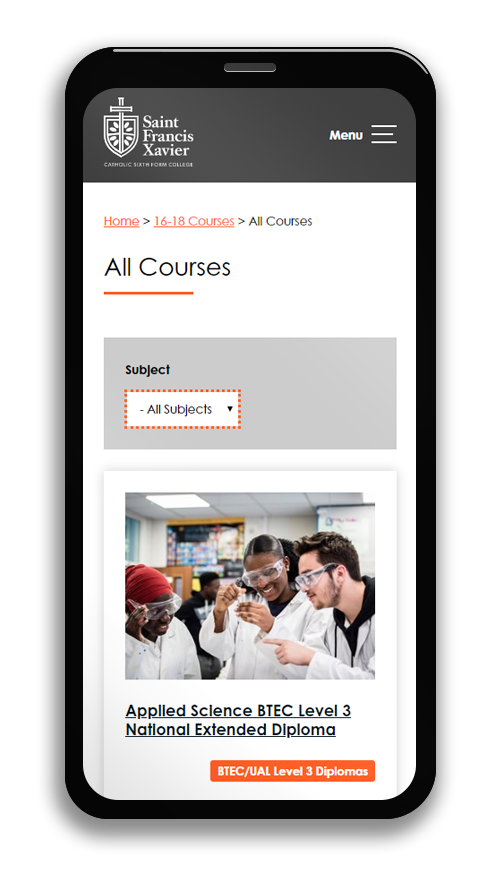 Saint
Francis
Xavier
CATHOLIC SIXTH FORM COLLEGE
Menu
Home > 16-18 Courses > All Courses
All Courses
Subject
- All Subjects
Applied Science BTEC Level 3
National Extended Diploma
BTEC/UAL Level 3 Diplomas